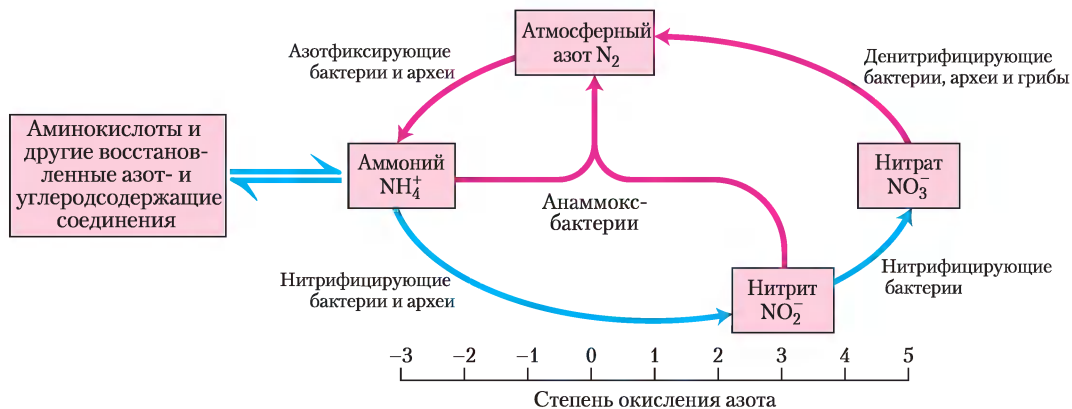 Атмосферный
азот N₂
Азотфиксирующие
бактерии и археи
Денитрифицирующие
бактерии, археи и грибы
Аминокислоты и
другие восстанов-
ленные азот- и
углеродсодержащие
соединения
Аммоний
NH₄⁺
Нитрат
NO₃⁻
Анаммокс-
бактерии
Нитрифицирующие
бактерии и археи
Нитрит
NO₂⁻
Нитрифицирующие
бактерии
−3 −2 −1 0 1 2 3 4 5
Степень окисления азота